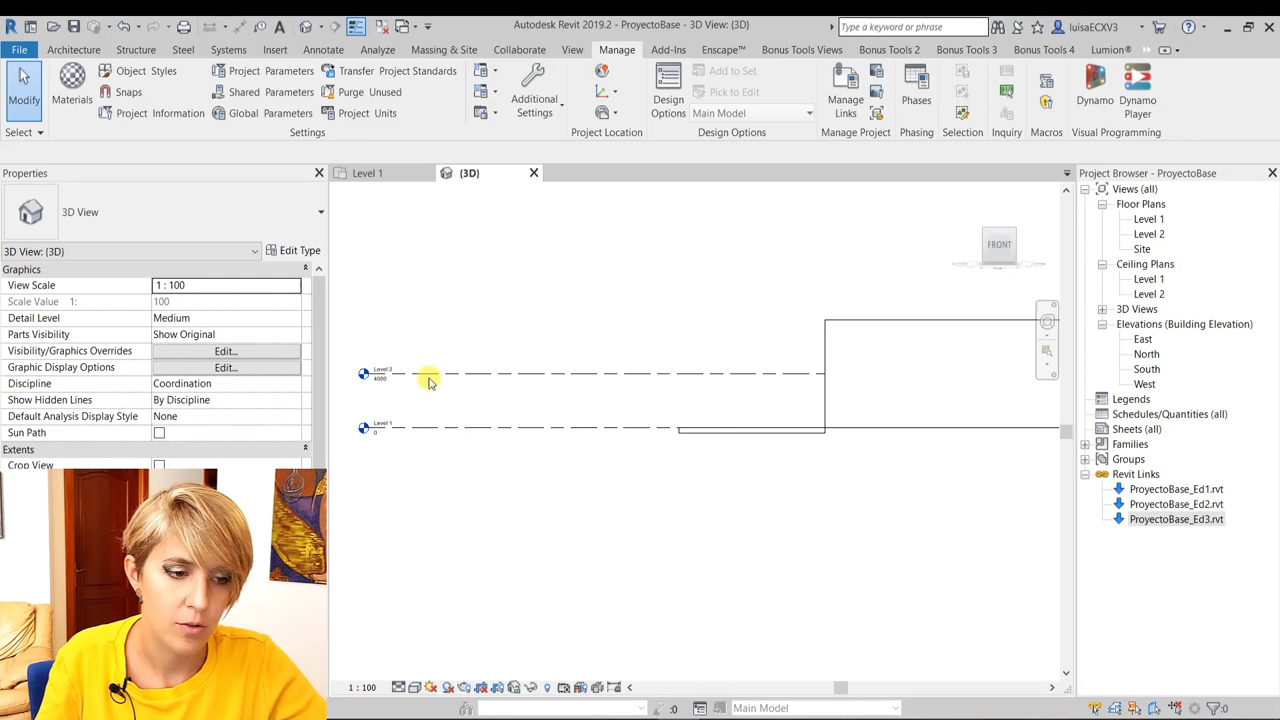 Autodesk Revit 2019.2 - ProyectoBase - 3D View: {3D}
Type a keyword or phrase
luisaECXV3
File Architecture Structure Steel Systems Insert Annotate Analyze Massing & Site Collaborate View Manage Add-Ins Enscape™ Bonus Tools Views Bonus Tools 2 Bonus Tools 3 Bonus Tools 4 Lumion®
Modify
Materials
Object Styles
Snaps
Project Information
Project Parameters
Shared Parameters
Global Parameters
Transfer Project Standards
Purge Unused
Project Units
Additional Settings
Design Options
Add to Set
Pick to Edit
Main Model
Manage Links
Phases
Dynamo
Dynamo Player
Select Settings Project Location Design Options Manage Project Phasing Selection Inquiry Macros Visual Programming
Properties
3D View
3D View: {3D}
Edit Type
Graphics
View Scale 1 : 100
Scale Value 1: 100
Detail Level Medium
Parts Visibility Show Original
Visibility/Graphics Overrides Edit...
Graphic Display Options Edit...
Discipline Coordination
Show Hidden Lines By Discipline
Default Analysis Display Style None
Sun Path
Extents
Crop View
Level 1
{3D}
FRONT
Level 2
4000
Level 1
0
1 : 100
:0
Main Model
:0
Project Browser - ProyectoBase
Views (all)
Floor Plans
Level 1
Level 2
Site
Ceiling Plans
Level 1
Level 2
3D Views
Elevations (Building Elevation)
East
North
South
West
Legends
Schedules/Quantities (all)
Sheets (all)
Families
Groups
Revit Links
ProyectoBase_Ed1.rvt
ProyectoBase_Ed2.rvt
ProyectoBase_Ed3.rvt